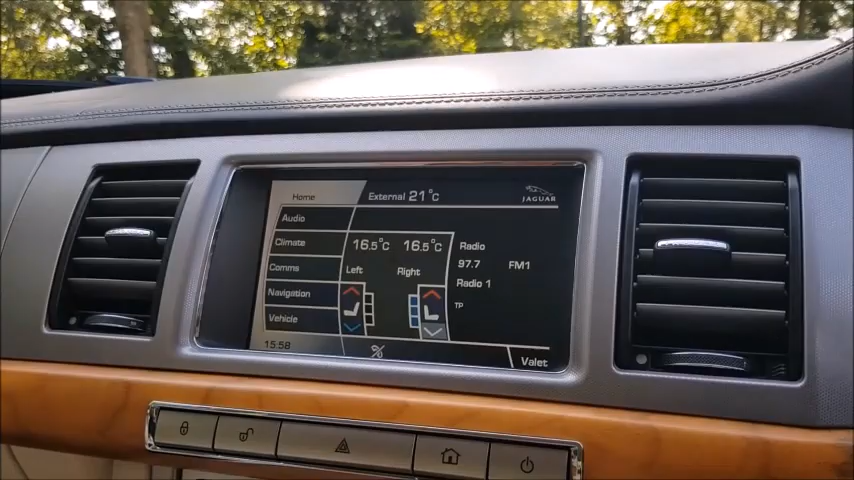 Home
External 21°C
JAGUAR
Audio
Climate
Comms
Navigation
Vehicle
16.5°C 16.5°C
Left Right
Radio
97.7 FM1
Radio 1
TP
15:58
Valet